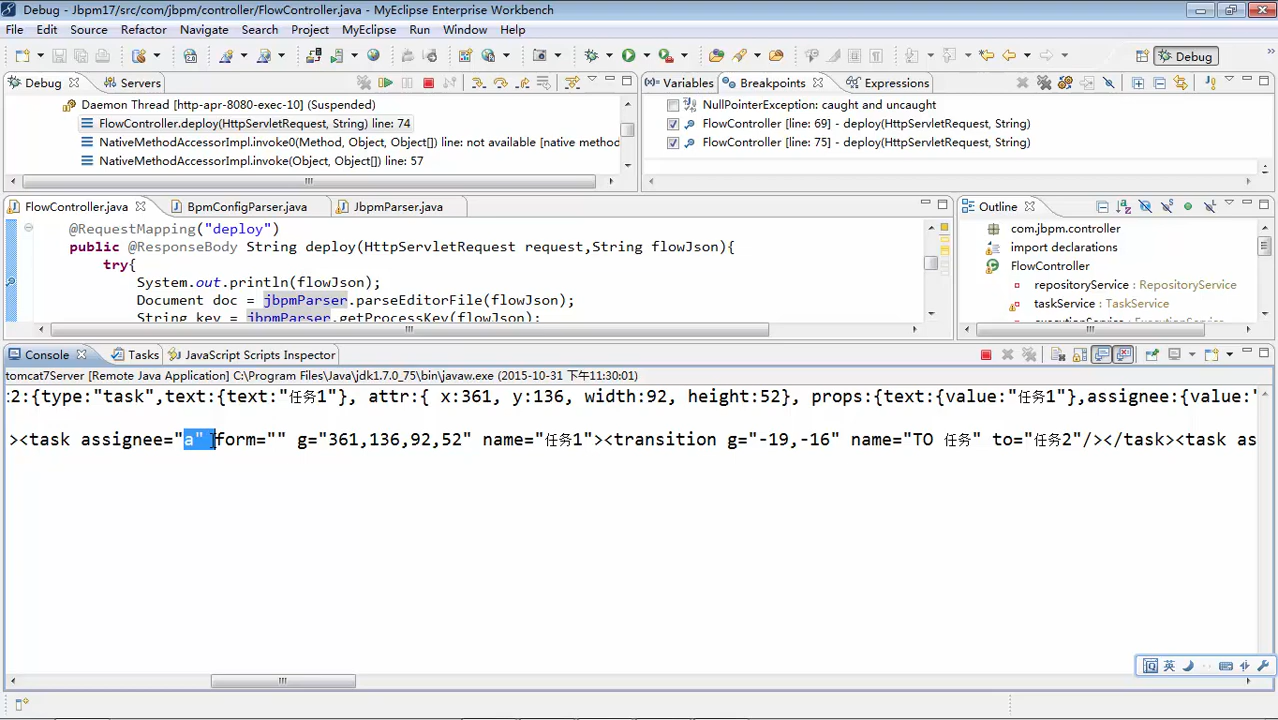 Debug - Jbpm17/src/com/jbpm/controller/FlowController.java - MyEclipse Enterprise Workbench
File Edit Source Refactor Navigate Search Project MyEclipse Run Window Help
Debug
Debug Servers
Variables Breakpoints Expressions
Daemon Thread [http-apr-8080-exec-10] (Suspended)
FlowController.deploy(HttpServletRequest, String) line: 74
NativeMethodAccessorImpl.invoke0(Method, Object, Object[]) line: not available [native method
NativeMethodAccessorImpl.invoke(Object, Object[]) line: 57
NullPointerException: caught and uncaught
FlowController [line: 69] - deploy(HttpServletRequest, String)
FlowController [line: 75] - deploy(HttpServletRequest, String)
FlowController.java BpmConfigParser.java JbpmParser.java
@RequestMapping("deploy")
public @ResponseBody String deploy(HttpServletRequest request,String flowJson){
try{
System.out.println(flowJson);
Document doc = jbpmParser.parseEditorFile(flowJson);
String key = jbpmParser.getProcessKey(flowJson);
Outline
com.jbpm.controller
import declarations
FlowController
repositoryService : RepositoryService
taskService : TaskService
executionService : ExecutionService
Console Tasks JavaScript Scripts Inspector
tomcat7Server [Remote Java Application] C:\Program Files\Java\jdk1.7.0_75\bin\javaw.exe (2015-10-31 下午11:30:01)
2:{type:"task",text:{text:"任务1"}, attr:{ x:361, y:136, width:92, height:52}, props:{text:{value:"任务1"},assignee:{value:"
><task assignee="a" form="" g="361,136,92,52" name="任务1"><transition g="-19,-16" name="TO 任务" to="任务2"/></task><task as
英